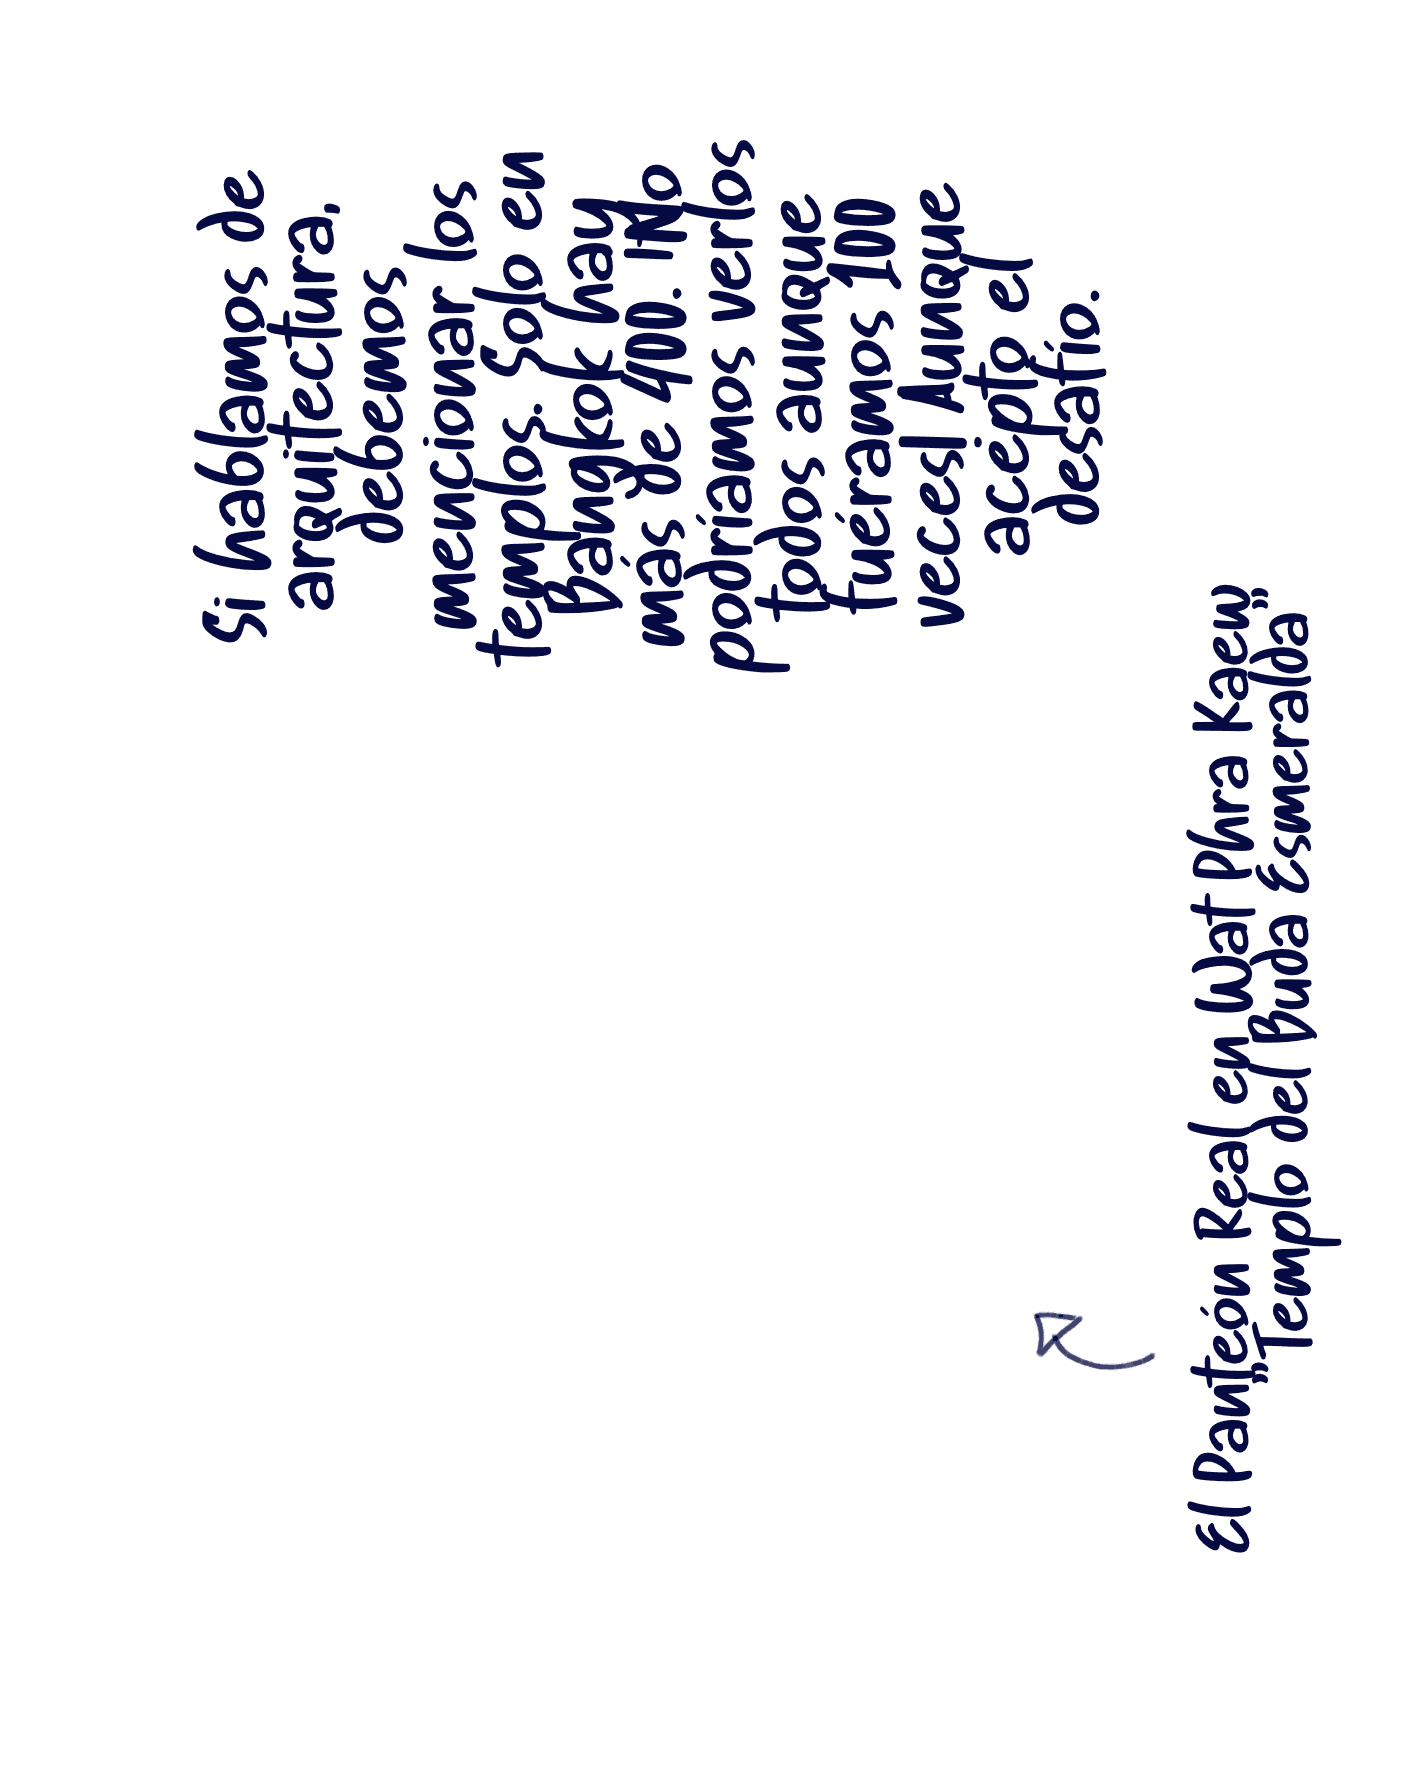 Si hablamos de
arquitectura,
debemos
mencionar los
templos. Solo en
Bangkok hay
más de 400. ¡No
podríamos verlos
todos aunque
fuéramos 100
veces! Aunque
acepto el
desafío.
El Panteón Real en Wat Phra Kaew
”Templo del Buda Esmeralda”